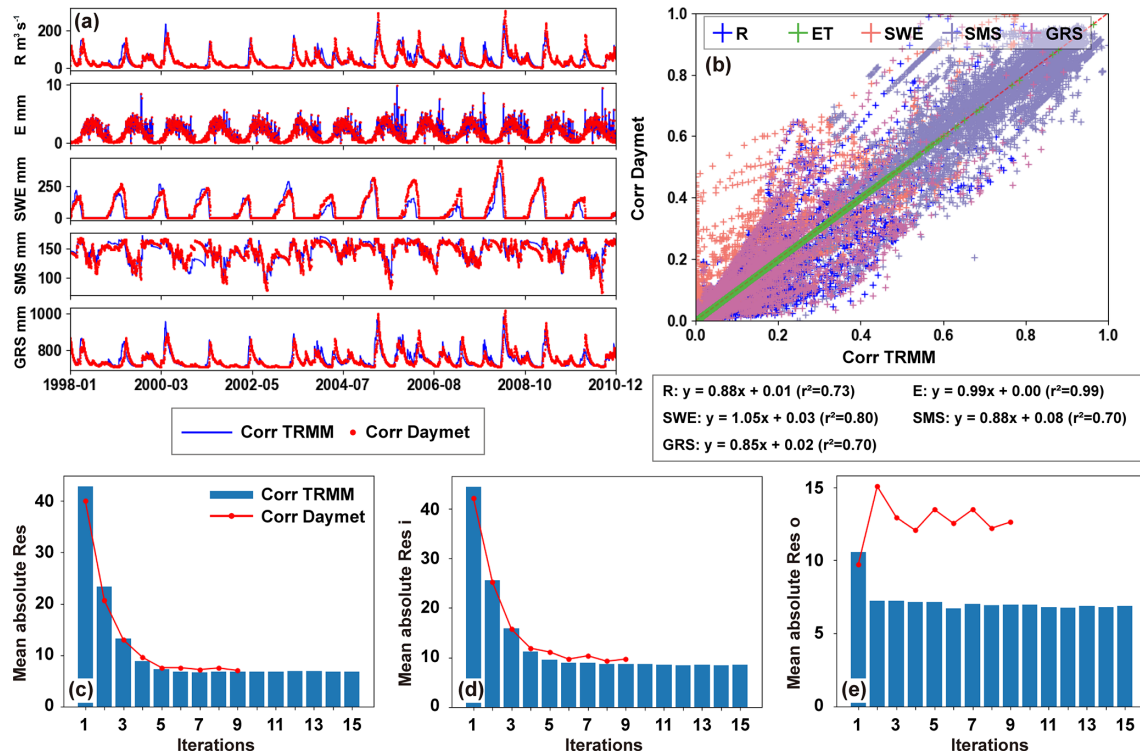 (a)
R m³ s⁻¹
200
0
E mm
10
0
SWE mm
250
0
SMS mm
150
100
GRS mm
1000
800
1998-01 2000-03 2002-05 2004-07 2006-08 2008-10 2010-12
Corr TRMM Corr Daymet
(b)
R ET SWE SMS GRS
Corr Daymet
1.0
0.8
0.6
0.4
0.2
0.0
0.0 0.2 0.4 0.6 0.8 1.0
Corr TRMM
R: y = 0.88x + 0.01 (r²=0.73) E: y = 0.99x + 0.00 (r²=0.99)
SWE: y = 1.05x + 0.03 (r²=0.80) SMS: y = 0.88x + 0.08 (r²=0.70)
GRS: y = 0.85x + 0.02 (r²=0.70)
Mean absolute Res
40
30
20
10
0
Corr TRMM
Corr Daymet
(c)
1 3 5 7 9 11 13 15
Iterations
Mean absolute Res i
40
30
20
10
0
(d)
1 3 5 7 9 11 13 15
Iterations
Mean absolute Res o
15
10
5
0
(e)
1 3 5 7 9 11 13 15
Iterations